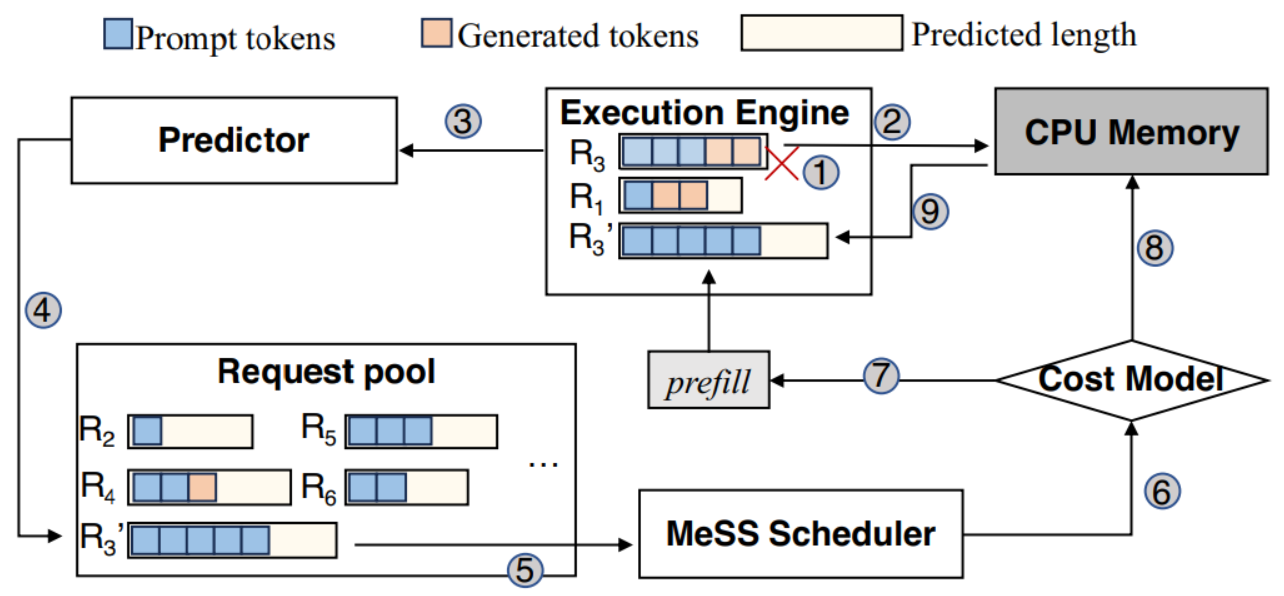 Prompt tokens Generated tokens Predicted length
Predictor
③
Execution Engine
R3
①
R1
R3'
②
CPU Memory
⑨
④
⑧
Request pool
R2
R5
R4
R6
...
R3'
⑤
prefill
⑦
Cost Model
MeSS Scheduler
⑥